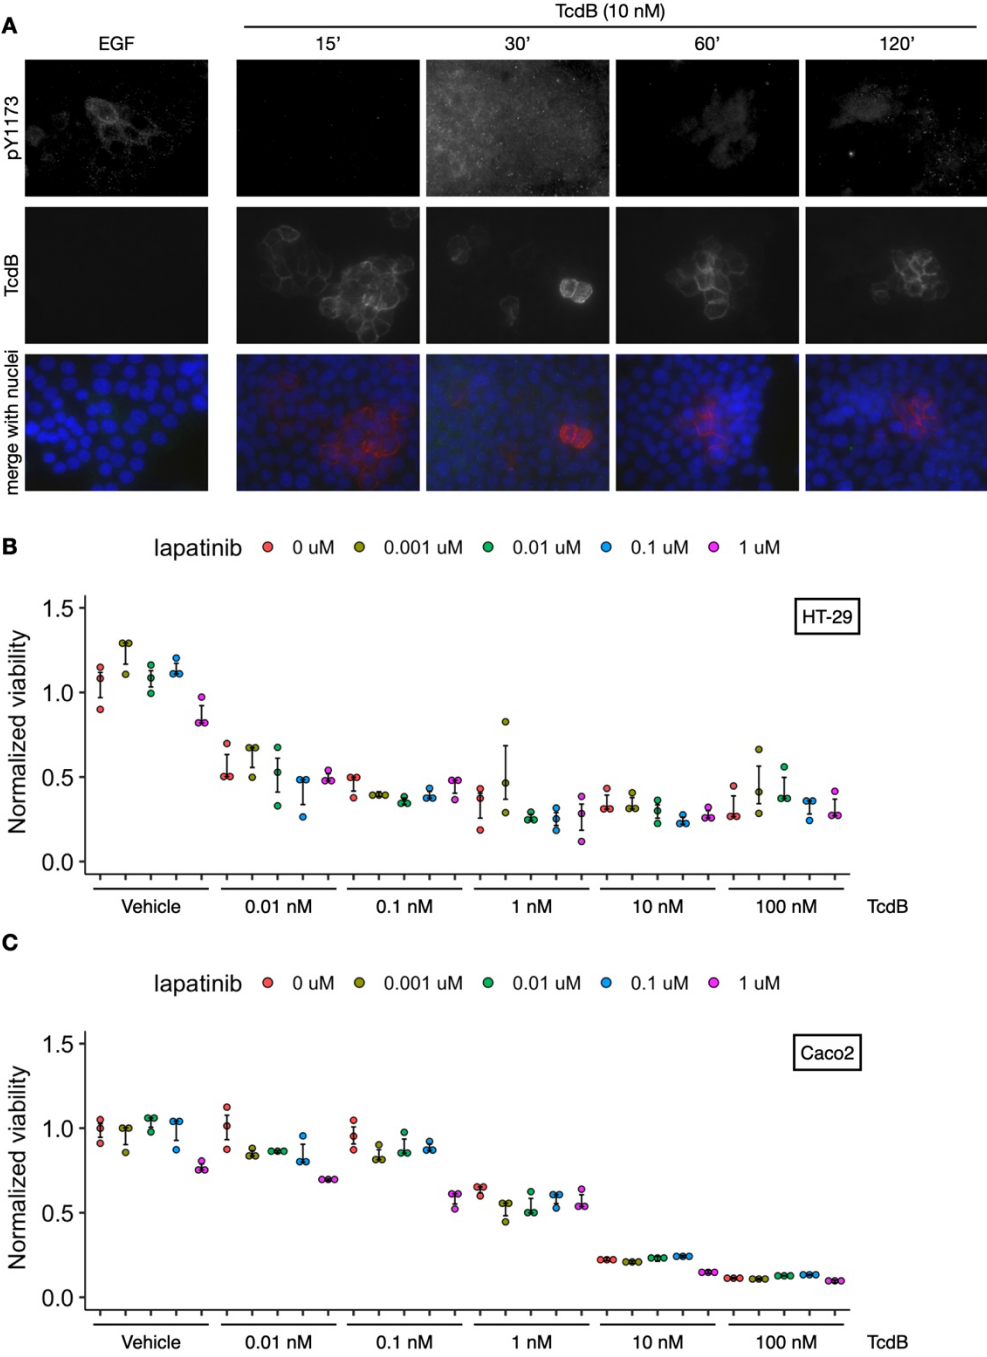 A
TcdB (10 nM)
EGF 15’ 30’ 60’ 120’
pY1173
TcdB
merge with nuclei
B
lapatinib 0 uM 0.001 uM 0.01 uM 0.1 uM 1 uM
HT-29
Normalized viability
1.5
1.0
0.5
0.0
Vehicle 0.01 nM 0.1 nM 1 nM 10 nM 100 nM TcdB
C
lapatinib 0 uM 0.001 uM 0.01 uM 0.1 uM 1 uM
Caco2
Normalized viability
1.5
1.0
0.5
0.0
Vehicle 0.01 nM 0.1 nM 1 nM 10 nM 100 nM TcdB